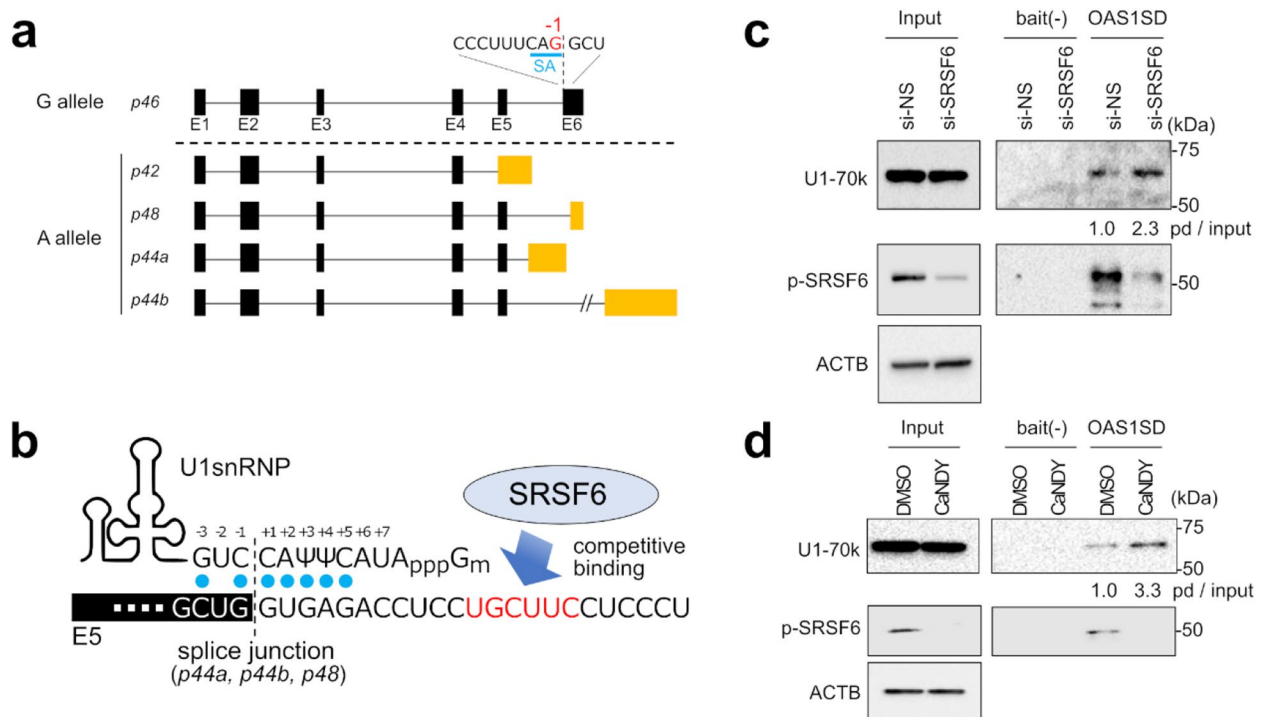 a
-1
CCCUUUCAG GCU
SA
G allele p46
E1 E2 E3 E4 E5 E6
p42
p48
A allele
p44a
p44b
b
U1snRNP
SRSF6
-3 -2 -1 +1 +2 +3 +4 +5 +6 +7
GUC CAΨΨCAUApppGm
competitive
binding
GCUG GUGAGACCUCCUGCUUCCUCCCU
E5
splice junction
(p44a, p44b, p48)
c
Input bait(-) OAS1SD
si-NS si-SRSF6 si-NS si-SRSF6 si-NS si-SRSF6 (kDa)
U1-70k -75
-50
1.0 2.3 pd / input
p-SRSF6 -50
ACTB
d
Input bait(-) OAS1SD
DMSO CaNDY DMSO CaNDY DMSO CaNDY (kDa)
U1-70k -75
-50
1.0 3.3 pd / input
p-SRSF6 -50
ACTB